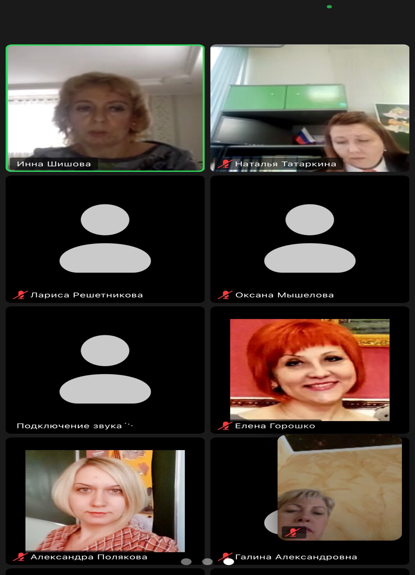 Инна Шишова
Наталья Татаркина
Лариса Решетникова
Оксана Мышелова
Подключение звука
Елена Горошко
Александра Полякова
Галина Александровна